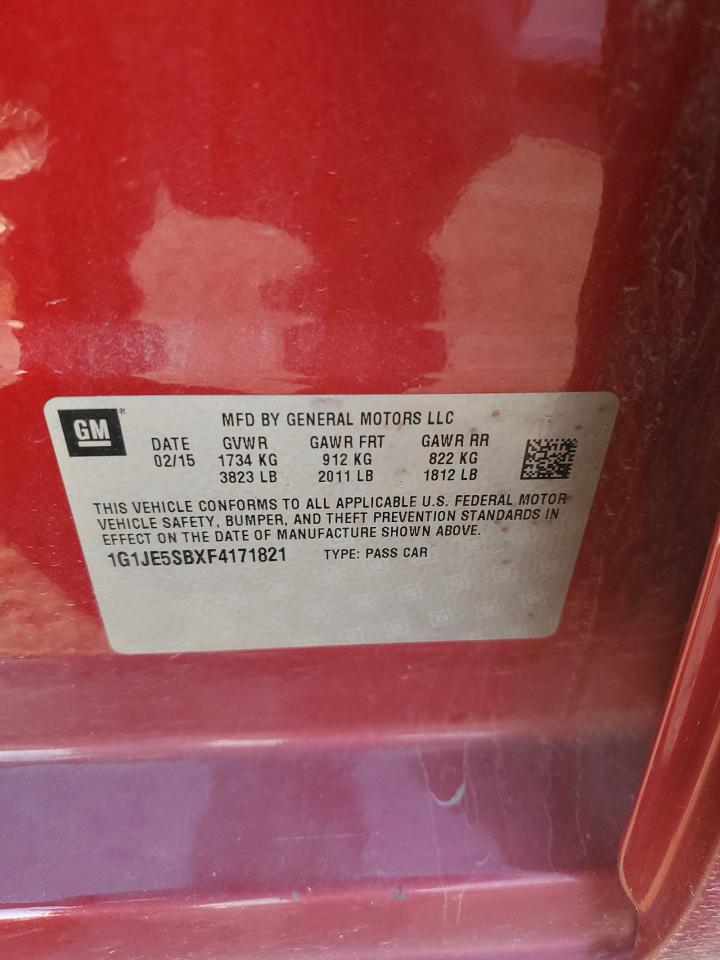 GM®
MFD BY GENERAL MOTORS LLC
DATE GVWR GAWR FRT GAWR RR
02/15 1734 KG 912 KG 822 KG
3823 LB 2011 LB 1812 LB
THIS VEHICLE CONFORMS TO ALL APPLICABLE U.S. FEDERAL MOTOR
VEHICLE SAFETY, BUMPER, AND THEFT PREVENTION STANDARDS IN
EFFECT ON THE DATE OF MANUFACTURE SHOWN ABOVE.
1G1JE5SBXF4171821 TYPE: PASS CAR